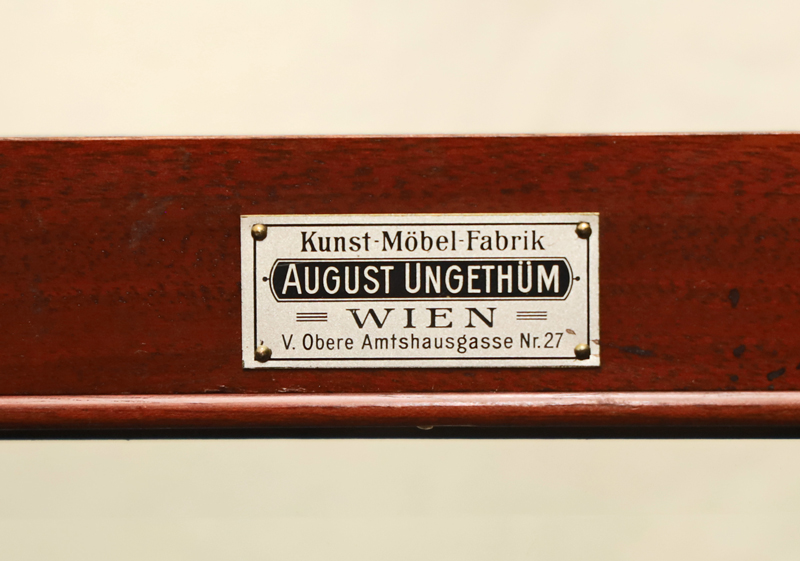 Kunst-Möbel-Fabrik
AUGUST UNGETHÜM
WIEN
V. Obere Amtshausgasse Nr. 27